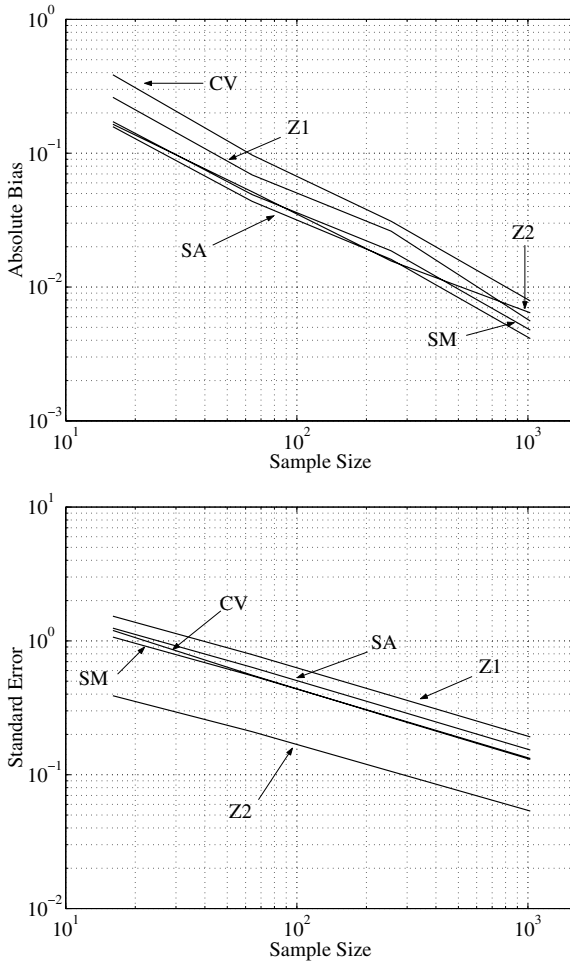 10^0
CV
Z1
10^-1
Absolute Bias
SA
Z2
10^-2
SM
10^-3
10^1 10^2 10^3
Sample Size
10^1
CV
SA
10^0
Z1
SM
Standard Error
10^-1
Z2
10^-2
10^1 10^2 10^3
Sample Size